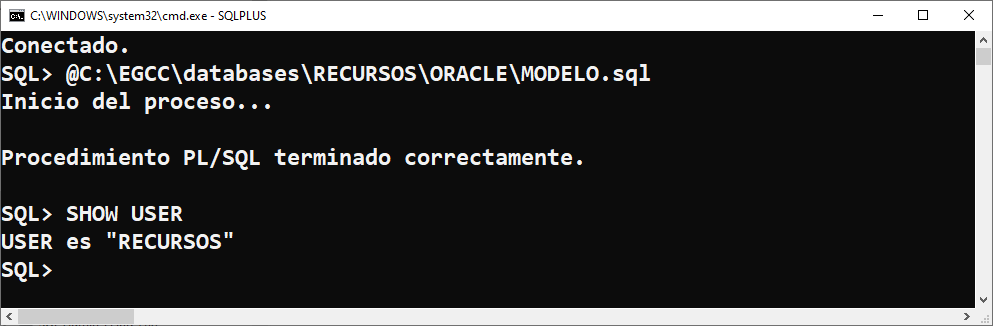 C:\WINDOWS\system32\cmd.exe - SQLPLUS
Conectado.
SQL> @C:\EGCC\databases\RECURSOS\ORACLE\MODELO.sql
Inicio del proceso...
Procedimiento PL/SQL terminado correctamente.
SQL> SHOW USER
USER es "RECURSOS"
SQL>